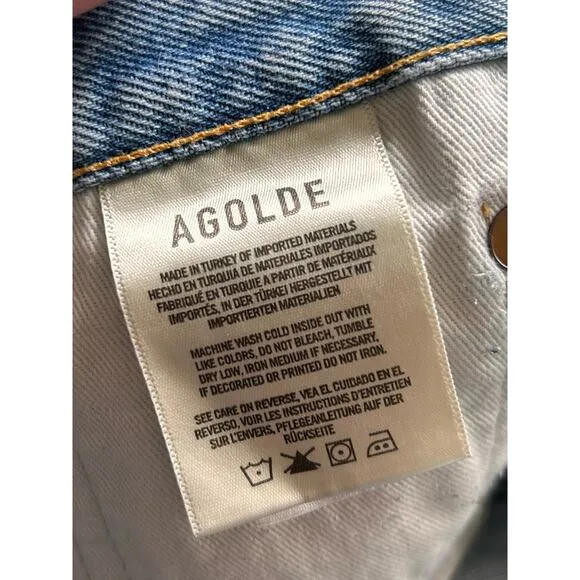 AGOLDE
MADE IN TURKEY OF IMPORTED MATERIALS
HECHO EN TURQUIA DE MATERIALES IMPORTADOS
FABRIQUÉ EN TURQUIE A PARTIR DE MATÉRIAUX
IMPORTÉS, IN DER TÜRKEI HERGESTELLT MIT
IMPORTIERTEN MATERIALIEN
MACHINE WASH COLD INSIDE OUT WITH
LIKE COLORS, DO NOT BLEACH, TUMBLE
DRY LOW, IRON MEDIUM IF NECESSARY.
IF DECORATED OR PRINTED DO NOT IRON.
SEE CARE ON REVERSE, VEA EL CUIDADO EN EL
REVERSO, VOIR LES INSTRUCTIONS D'ENTRETIEN
SUR L'ENVERS, PFLEGEANLEITUNG AUF DER
RÜCKSEITE